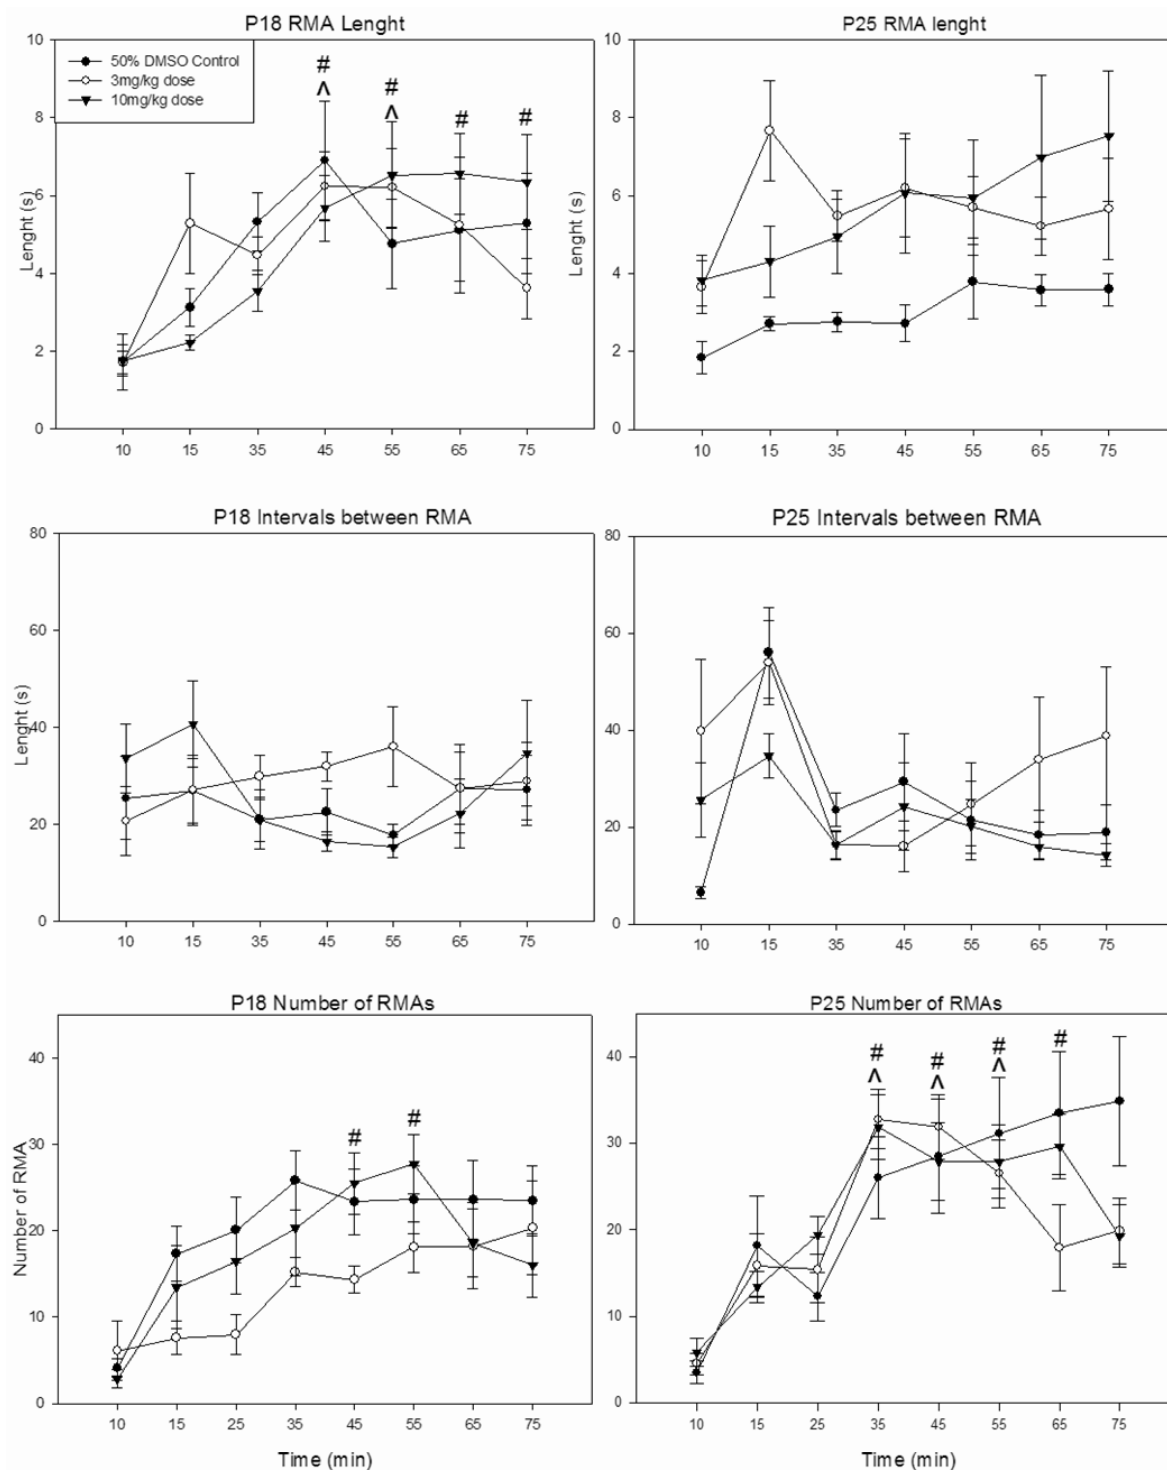 P18 RMA Lenght
50% DMSO Control
3mg/kg dose
10mg/kg dose
#
^
#
^
#
#
Lenght (s)
10
8
6
4
2
0
10 15 35 45 55 65 75
P25 RMA lenght
Lenght (s)
10
8
6
4
2
0
10 15 35 45 55 65 75
P18 Intervals between RMA
Lenght (s)
80
60
40
20
0
10 15 35 45 55 65 75
P25 Intervals between RMA
80
60
40
20
0
10 15 35 45 55 65 75
P18 Number of RMAs
# #
Number of RMA
40
30
20
10
0
10 15 25 35 45 55 65 75
Time (min)
P25 Number of RMAs
# # # #
^ ^ ^
40
30
20
10
0
10 15 25 35 45 55 65 75
Time (min)